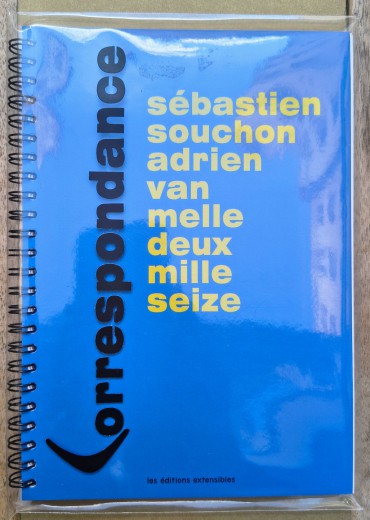 Correspondance
sébastien
souchon
adrien
van
melle
deux
mille
seize
les éditions extensibles